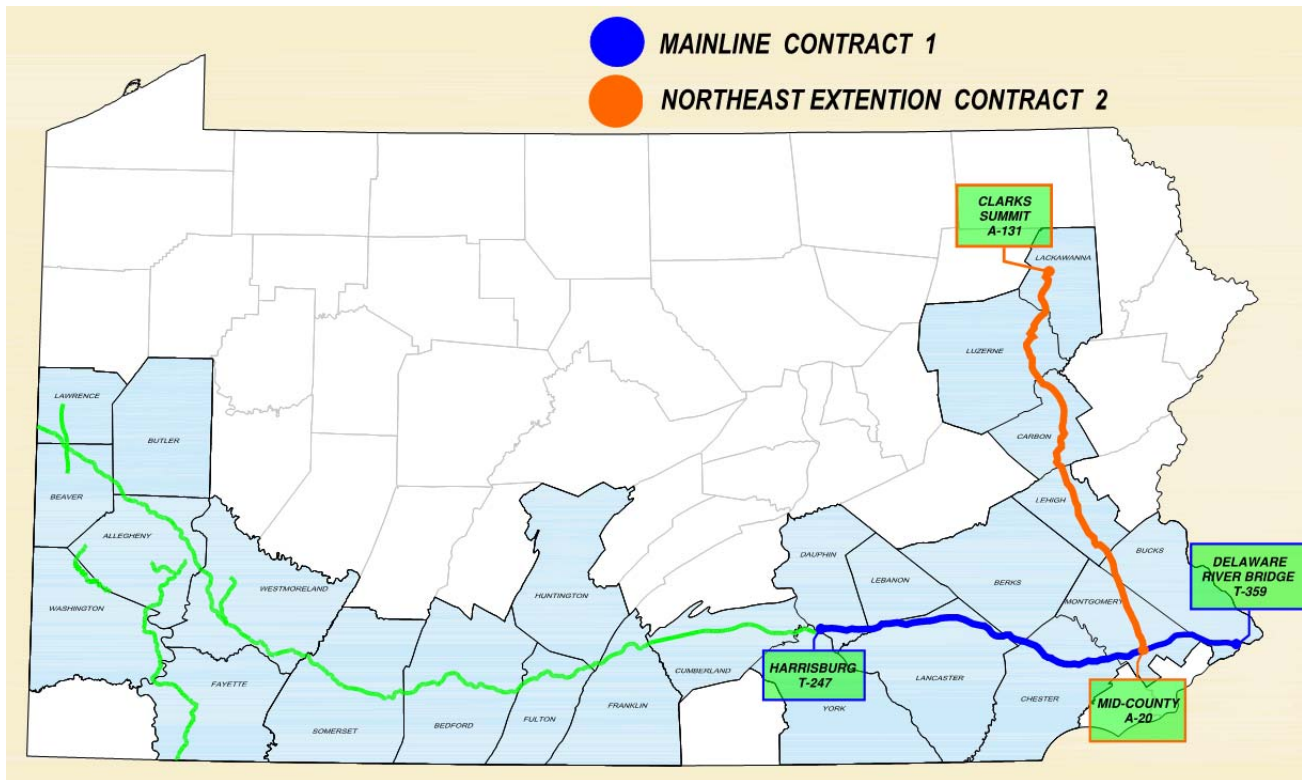 MAINLINE CONTRACT 1
NORTHEAST EXTENTION CONTRACT 2
CLARKS
SUMMIT
A-131
LACKAWANNA
LUZERNE
LAWRENCE
BUTLER
CARBON
BEAVER
LEHIGH
ALLEGHENY
BUCKS
DELAWARE
RIVER BRIDGE
T-359
DAUPHIN
LEBANON
BERKS
WASHINGTON
WESTMORELAND
HUNTINGTON
MONTGOMERY
HARRISBURG
T-247
CUMBERLAND
FAYETTE
LANCASTER
CHESTER
MID-COUNTY
A-20
SOMERSET
BEDFORD
FULTON
FRANKLIN
YORK